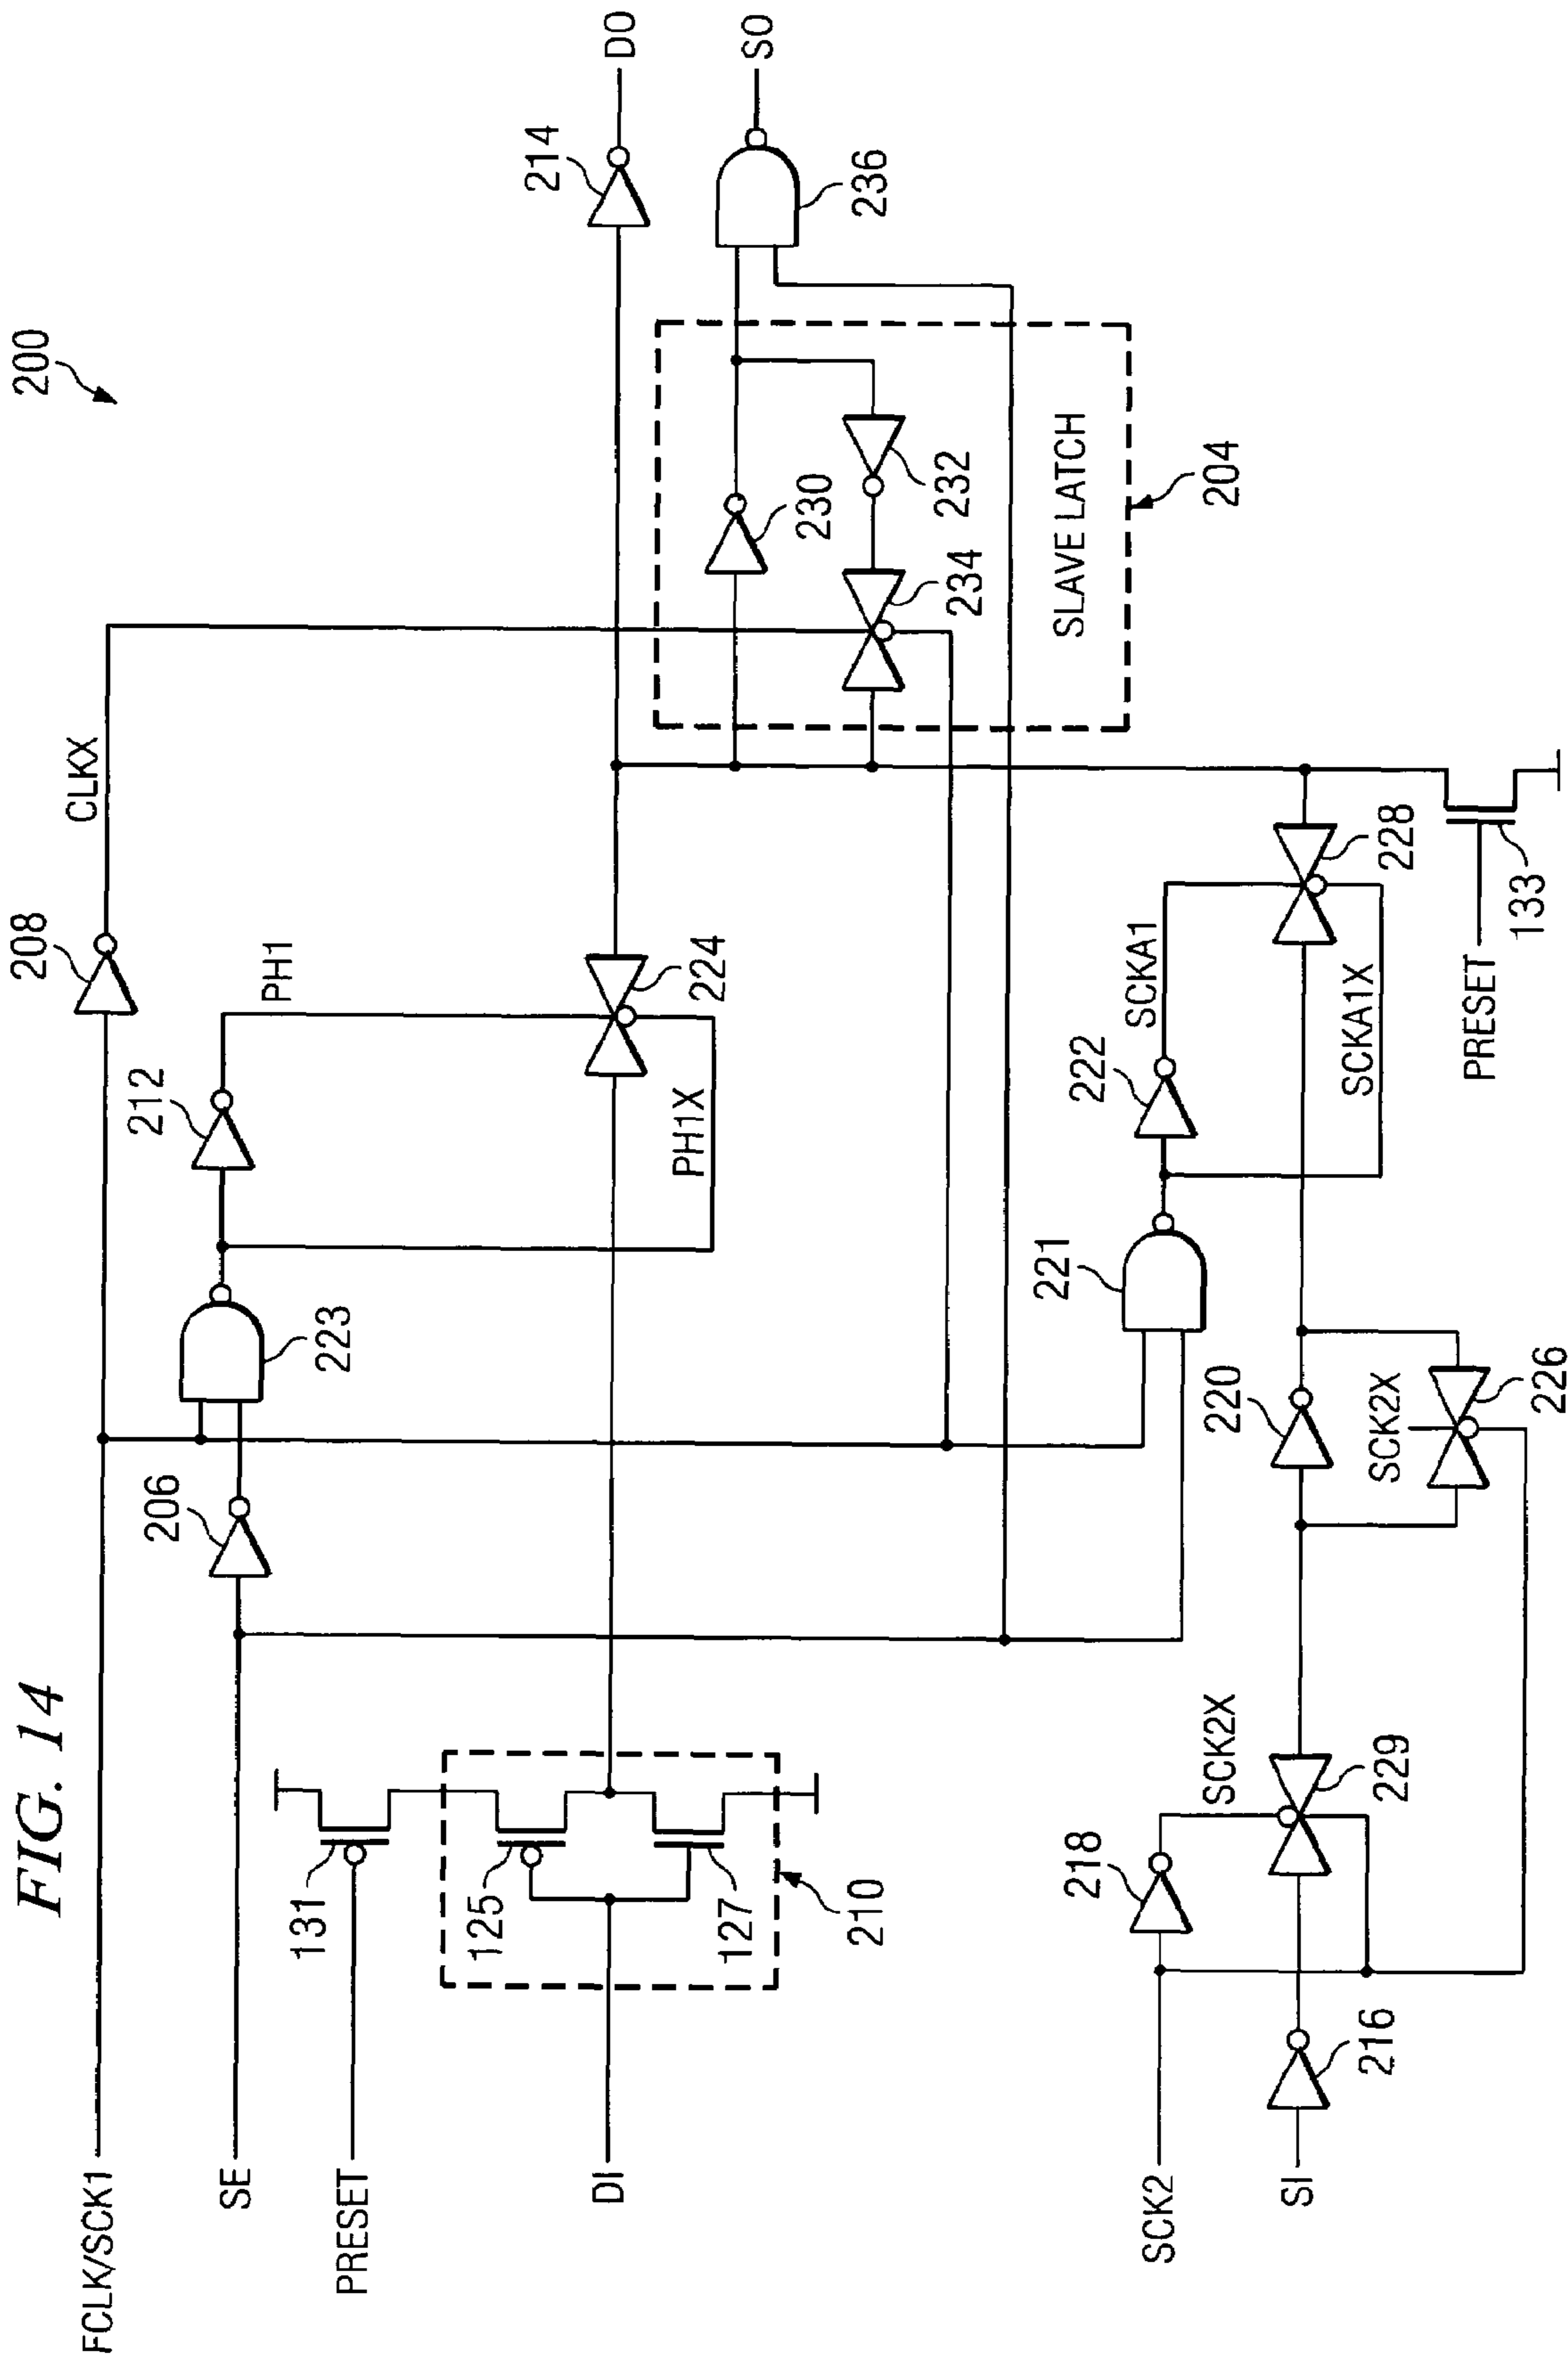 FIG. 14
200
FCLK/SCK1
208
CLKX
SE
206
223
212
PH1
PRESET
131
125
127
210
DI
PH1X
224
214
DO
230
232
234
SLAVE LATCH
204
236
SO
SCK2
218
SCK2X
229
SI
216
221
222
SCKA1
220
SCK2X
226
SCKA1X
228
PRESET
133